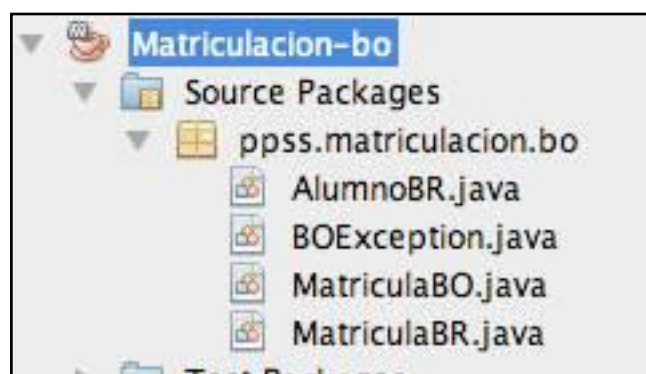 Matriculacion-bo
Source Packages
ppss.matriculacion.bo
AlumnoBR.java
BOException.java
MatriculaBO.java
MatriculaBR.java